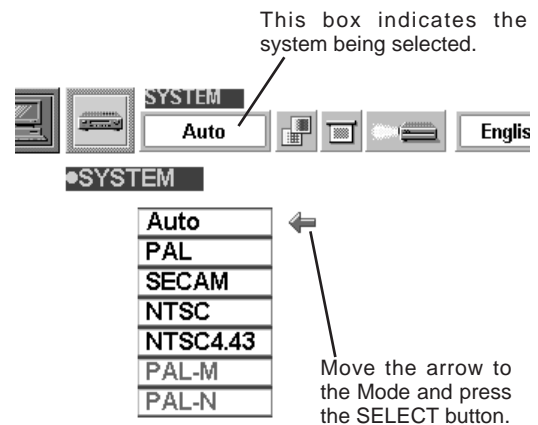 This box indicates the
system being selected.
SYSTEM
Auto
Englis
●SYSTEM
Auto
PAL
SECAM
NTSC
NTSC4.43
PAL-M
PAL-N
Move the arrow to
the Mode and press
the SELECT button.